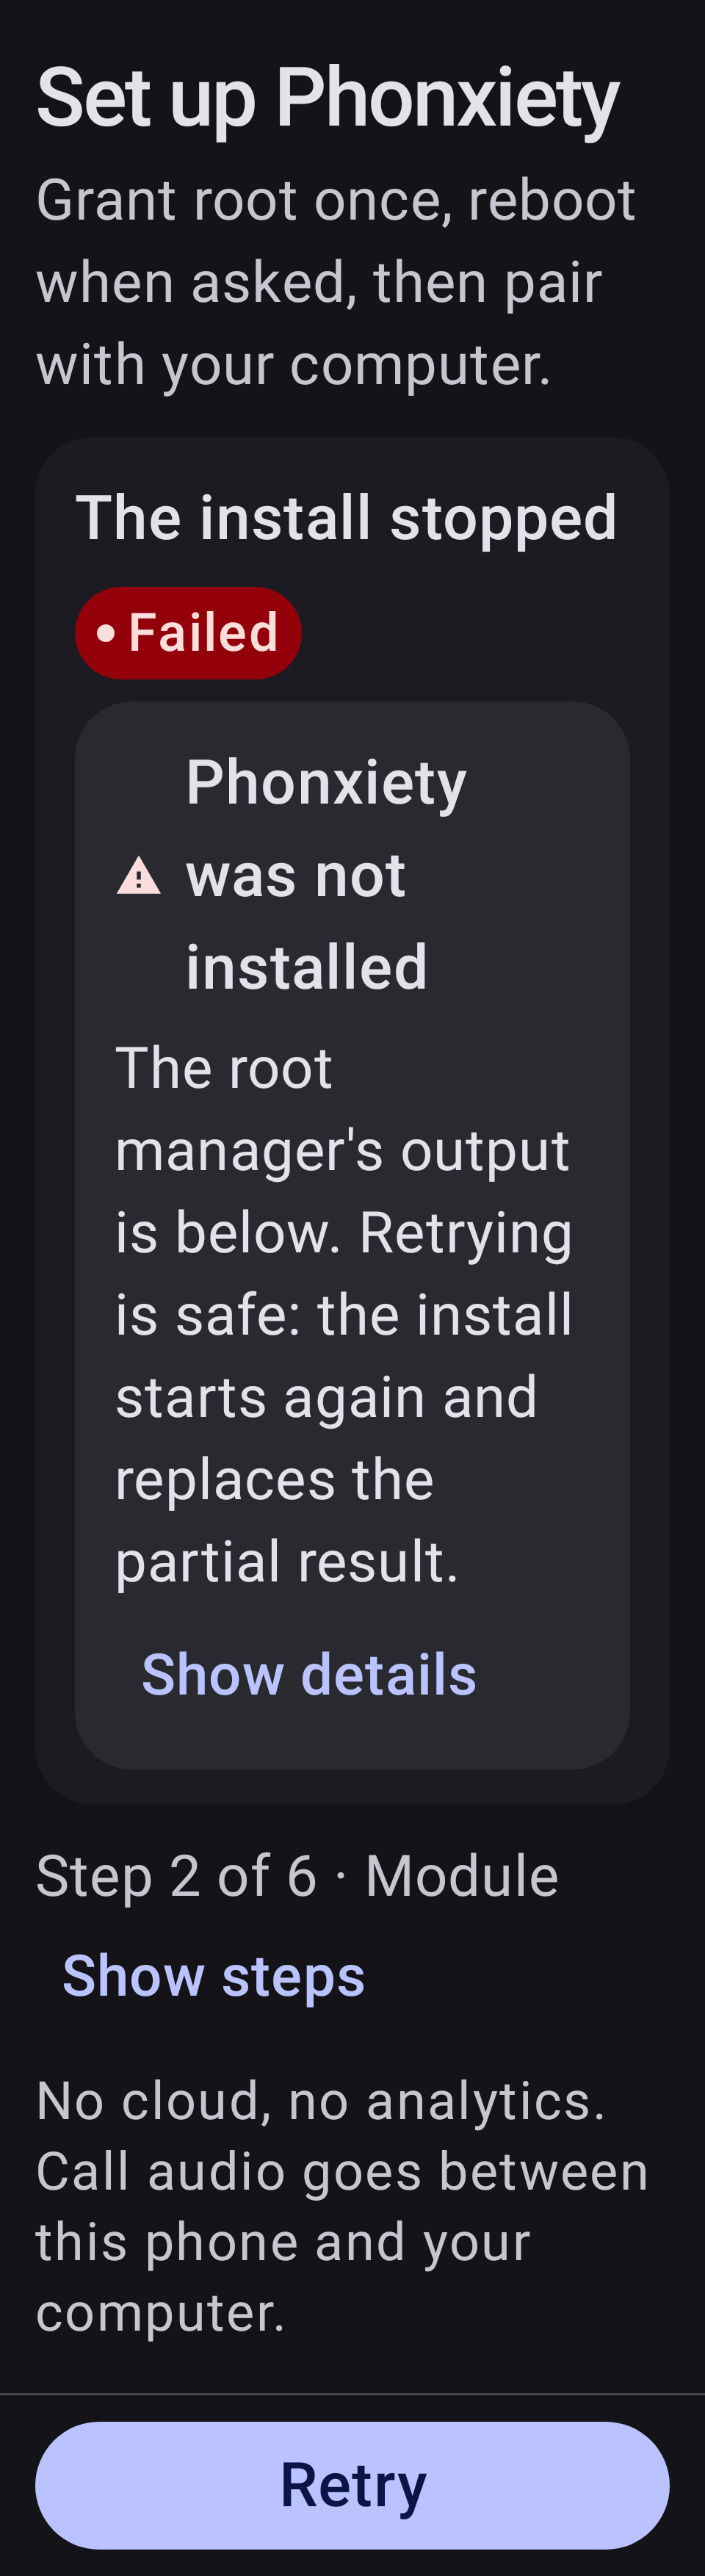 Set up Phonxiety
Grant root once, reboot
when asked, then pair
with your computer.
The install stopped
Failed
Phonxiety
was not
installed
The root
manager's output
is below. Retrying
is safe: the install
starts again and
replaces the
partial result.
Show details
Step 2 of 6 · Module
Show steps
No cloud, no analytics.
Call audio goes between
this phone and your
computer.
Retry